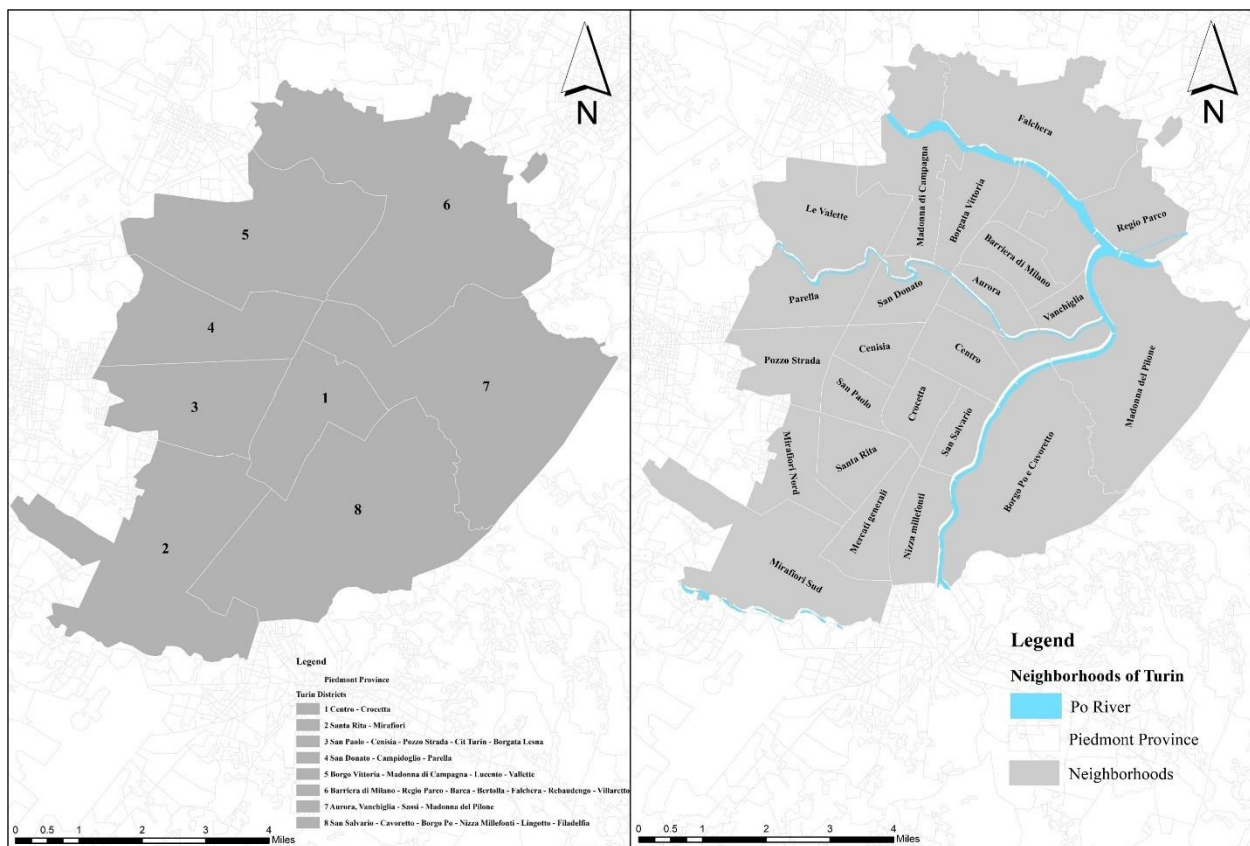 N
6
5
4
7
1
3
8
2
Legend
Piedmont Province
Turin Districts
1 Centro - Crocetta
2 Santa Rita - Mirafiori
3 San Paolo - Cenisia - Pozzo Strada - Cit Turin - Borgata Lesna
4 San Donato - Campidoglio - Parella
5 Borgo Vittoria - Madonna di Campagna - Lucento - Vallette
6 Barriera di Milano - Regio Parco - Barca - Bertolla - Falchera - Rebaudengo - Villaretto
7 Aurora, Vanchiglia - Sassi - Madonna del Pilone
8 San Salvario - Cavoretto - Borgo Po - Nizza Millefonti - Lingotto - Filadelfia
0 0.5 1 2 3 4
Miles
N
Falchera
Madonna di Campagna
Borgata Vittoria
Le Valette
Regio Parco
Barriera di Milano
Parella
San Donato
Aurora
Vanchiglia
Cenisia
Centro
Pozzo Strada
Madonna del Pilone
San Paolo
Crocetta
San Salvario
Mirafiori Nord
Santa Rita
Borgo Po e Cavoretto
Mercati generali
Nizza millefonti
Mirafiori Sud
Legend
Neighborhoods of Turin
Po River
Piedmont Province
Neighborhoods
0 0.5 1 2 3 4
Miles